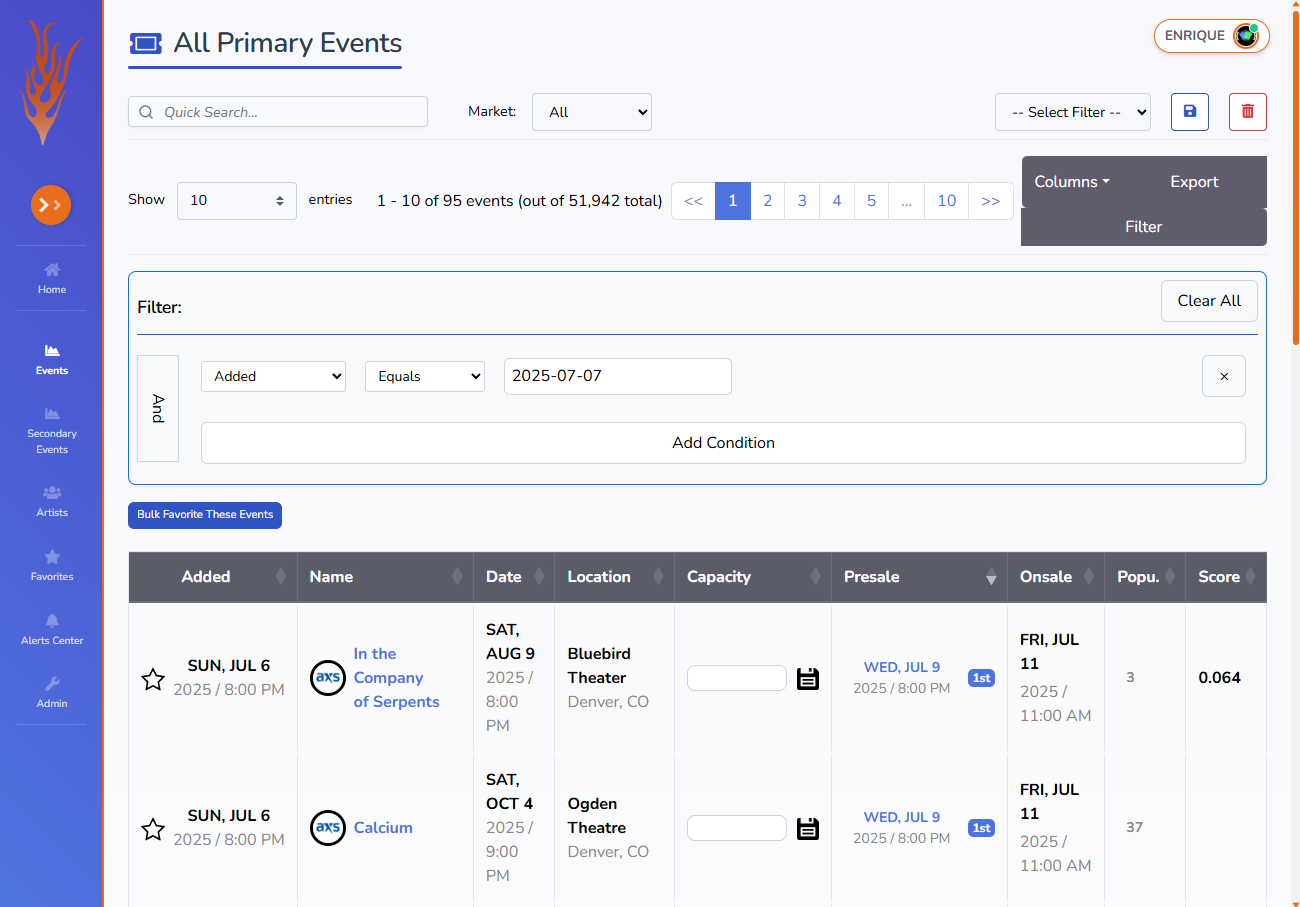 All Primary Events
ENRIQUE
Quick Search...
Market:
All
-- Select Filter --
Show
10
entries
1 - 10 of 95 events (out of 51,942 total)
<< 1 2 3 4 5 ... 10 >>
Columns
Export
Filter
Home
Events
Secondary
Events
Artists
Favorites
Alerts Center
Admin
Filter:
Clear All
And
Added
Equals
2025-07-07
×
Add Condition
Bulk Favorite These Events
Added Name Date Location Capacity Presale Onsale Popu. Score
SUN, JUL 6
2025 / 8:00 PM
axs
In the
Company
of Serpents
SAT,
AUG 9
2025 /
8:00
PM
Bluebird
Theater
Denver, CO
WED, JUL 9
2025 / 8:00 PM
1st
FRI, JUL
11
2025 /
11:00 AM
3
0.064
SUN, JUL 6
2025 / 8:00 PM
axs
Calcium
SAT,
OCT 4
2025 /
9:00
PM
Ogden
Theatre
Denver, CO
WED, JUL 9
2025 / 8:00 PM
1st
FRI, JUL
11
2025 /
11:00 AM
37